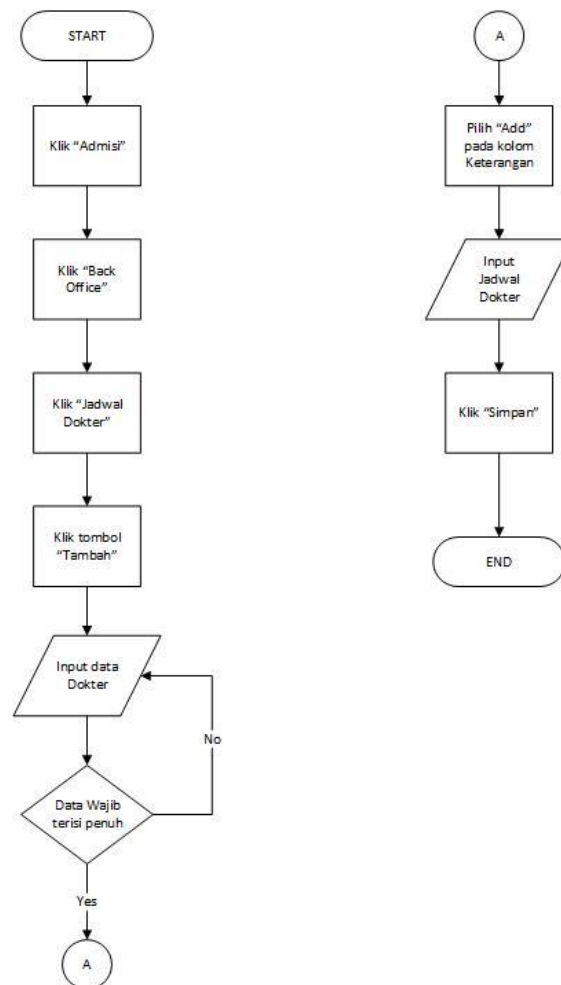 START
Klik “Admisi”
Klik “Back
Office”
Klik “Jadwal
Dokter”
Klik tombol
“Tambah”
Input data
Dokter
No
Data Wajib
terisi penuh
Yes
A
A
Pilih “Add”
pada kolom
Keterangan
Input
Jadwal
Dokter
Klik “Simpan”
END